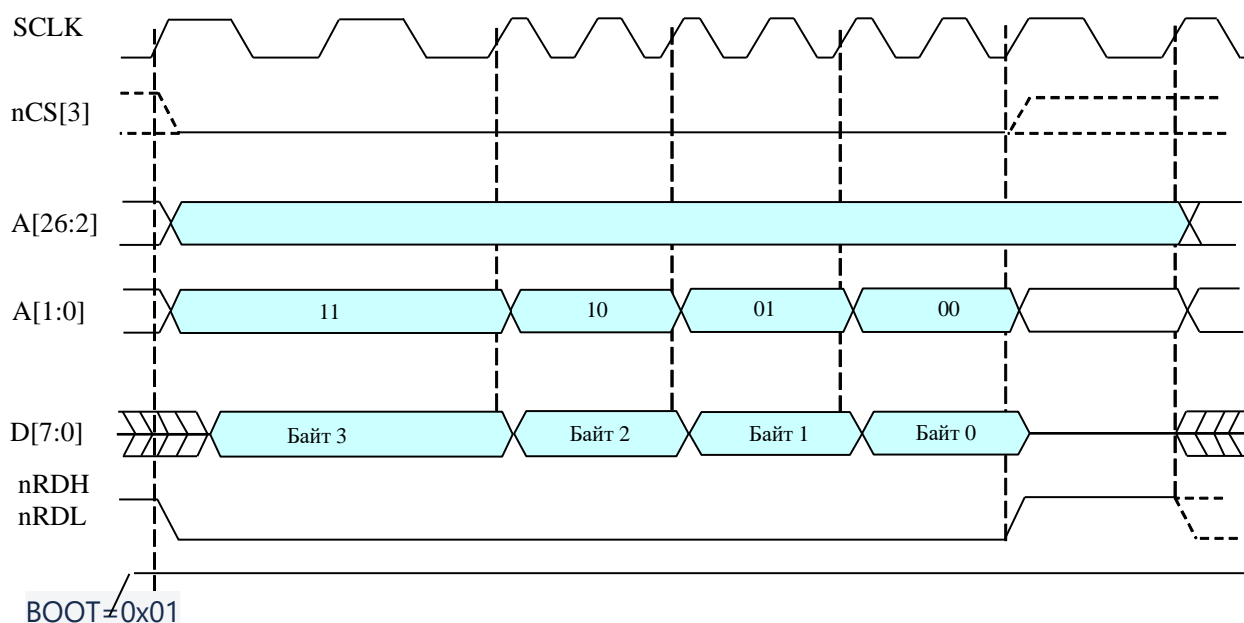 SCLK
nCS[3]
A[26:2]
A[1:0]
11
10
01
00
D[7:0]
Байт 3
Байт 2
Байт 1
Байт 0
nRDH
nRDL
BOOT=0x01